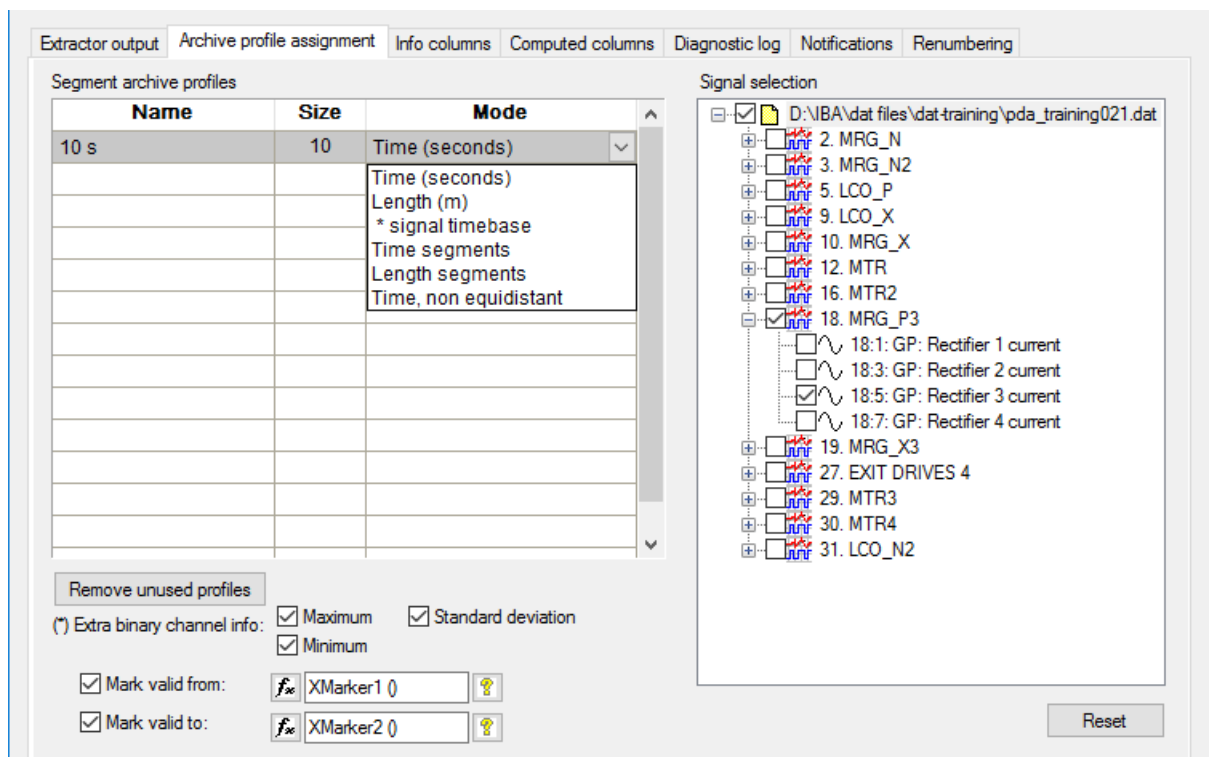 Extractor output Archive profile assignment Info columns Computed columns Diagnostic log Notifications Renumbering
Segment archive profiles
Name Size Mode
10 s 10 Time (seconds)
Time (seconds)
Length (m)
* signal timebase
Time segments
Length segments
Time, non equidistant
Remove unused profiles
(*) Extra binary channel info: Maximum Standard deviation
Minimum
Mark valid from: fx XMarker1 () ?
Mark valid to: fx XMarker2 () ?
Signal selection
D:\IBA\dat files\dat-training\pda_training021.dat
2. MRG_N
3. MRG_N2
5. LCO_P
9. LCO_X
10. MRG_X
12. MTR
16. MTR2
18. MRG_P3
18:1: GP: Rectifier 1 current
18:3: GP: Rectifier 2 current
18:5: GP: Rectifier 3 current
18:7: GP: Rectifier 4 current
19. MRG_X3
27. EXIT DRIVES 4
29. MTR3
30. MTR4
31. LCO_N2
Reset